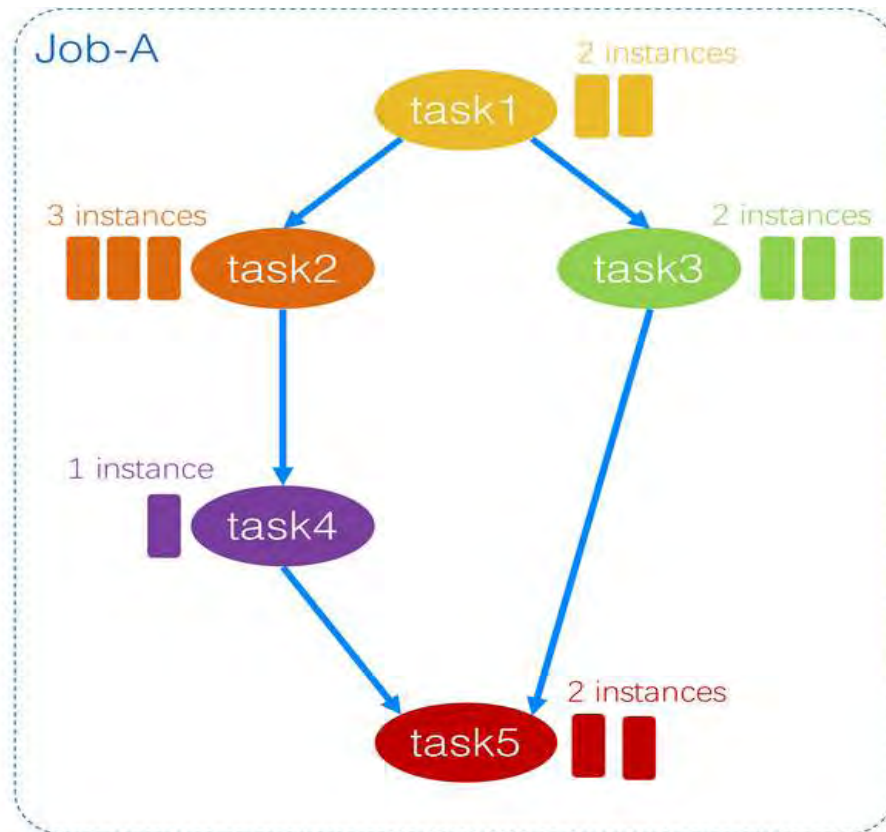 Job-A
2 instances
task1
3 instances
2 instances
task2
task3
1 instance
task4
2 instances
task5